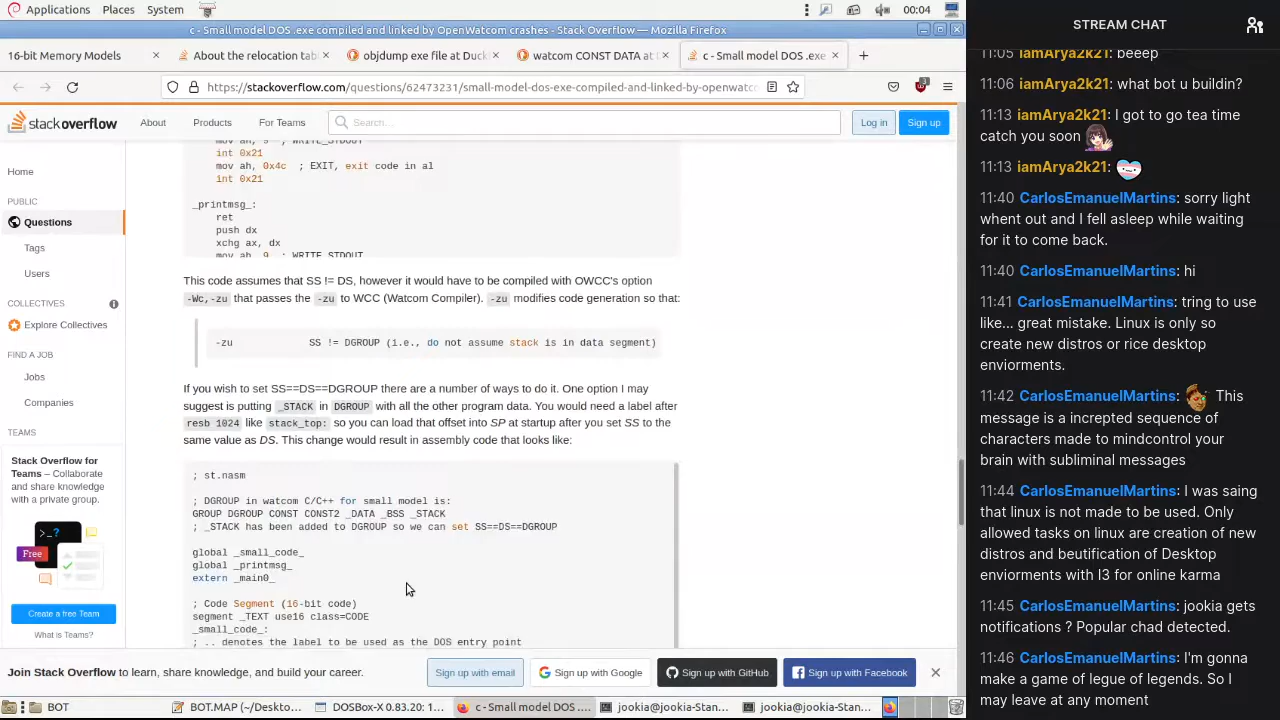 Applications Places System 00:04
c - Small model DOS .exe compiled and linked by OpenWatcom crashes - Stack Overflow — Mozilla Firefox
16-bit Memory Models
About the relocation tab
objdump exe file at Duck
watcom CONST DATA at D
c - Small model DOS .exe
https://stackoverflow.com/questions/62473231/small-model-dos-exe-compiled-and-linked-by-openwatc
3
stackoverflow About Products For Teams Search... Log in Sign up
Home
PUBLIC
Questions
Tags
Users
COLLECTIVES
Explore Collectives
FIND A JOB
Jobs
Companies
TEAMS
Stack Overflow for
Teams – Collaborate
and share knowledge
with a private group.
>_?
Free
Create a free Team
What is Teams?
mov ah, 9 ; WRITE_STDOUT
int 0x21
mov ah, 0x4c ; EXIT, exit code in al
int 0x21
_printmsg_:
ret
push dx
xchg ax, dx
mov ah, 9 ; WRITE_STDOUT
This code assumes that SS != DS, however it would have to be compiled with OWCC's option
-Wc,-zu that passes the -zu to WCC (Watcom Compiler). -zu modifies code generation so that:
-zu SS != DGROUP (i.e., do not assume stack is in data segment)
If you wish to set SS==DS==DGROUP there are a number of ways to do it. One option I may
suggest is putting _STACK in DGROUP with all the other program data. You would need a label after
resb 1024 like stack_top: so you can load that offset into SP at startup after you set SS to the
same value as DS. This change would result in assembly code that looks like:
; st.nasm
; DGROUP in watcom C/C++ for small model is:
GROUP DGROUP CONST CONST2 _DATA _BSS _STACK
; _STACK has been added to DGROUP so we can set SS==DS==DGROUP
global _small_code_
global _printmsg_
extern _main0_
; Code Segment (16-bit code)
segment _TEXT use16 class=CODE
_small_code_:
; .. denotes the label to be used as the DOS entry point
Join Stack Overflow to learn, share knowledge, and build your career. Sign up with email Sign up with Google Sign up with GitHub Sign up with Facebook
BOT
BOT.MAP (~/Deskto...
DOSBox-X 0.83.20: 1...
c - Small model DOS ...
jookia@jookia-Stan...
jookia@jookia-Stan...
STREAM CHAT
11:05 iamArya2k21: beeep
11:06 iamArya2k21: what bot u buildin?
11:13 iamArya2k21: I got to go tea time
catch you soon
11:13 iamArya2k21:
11:40 CarlosEmanuelMartins: sorry light
whent out and I fell asleep while waiting
for it to come back.
11:40 CarlosEmanuelMartins: hi
11:41 CarlosEmanuelMartins: tring to use
like... great mistake. Linux is only so
create new distros or rice desktop
enviorments.
11:42 CarlosEmanuelMartins: This
message is a increpted sequence of
characters made to mindcontrol your
brain with subliminal messages
11:44 CarlosEmanuelMartins: I was saing
that linux is not made to be used. Only
allowed tasks on linux are creation of new
distros and beutification of Desktop
enviorments with I3 for online karma
11:45 CarlosEmanuelMartins: jookia gets
notifications ? Popular chad detected.
11:46 CarlosEmanuelMartins: I'm gonna
make a game of legue of legends. So I
may leave at any moment